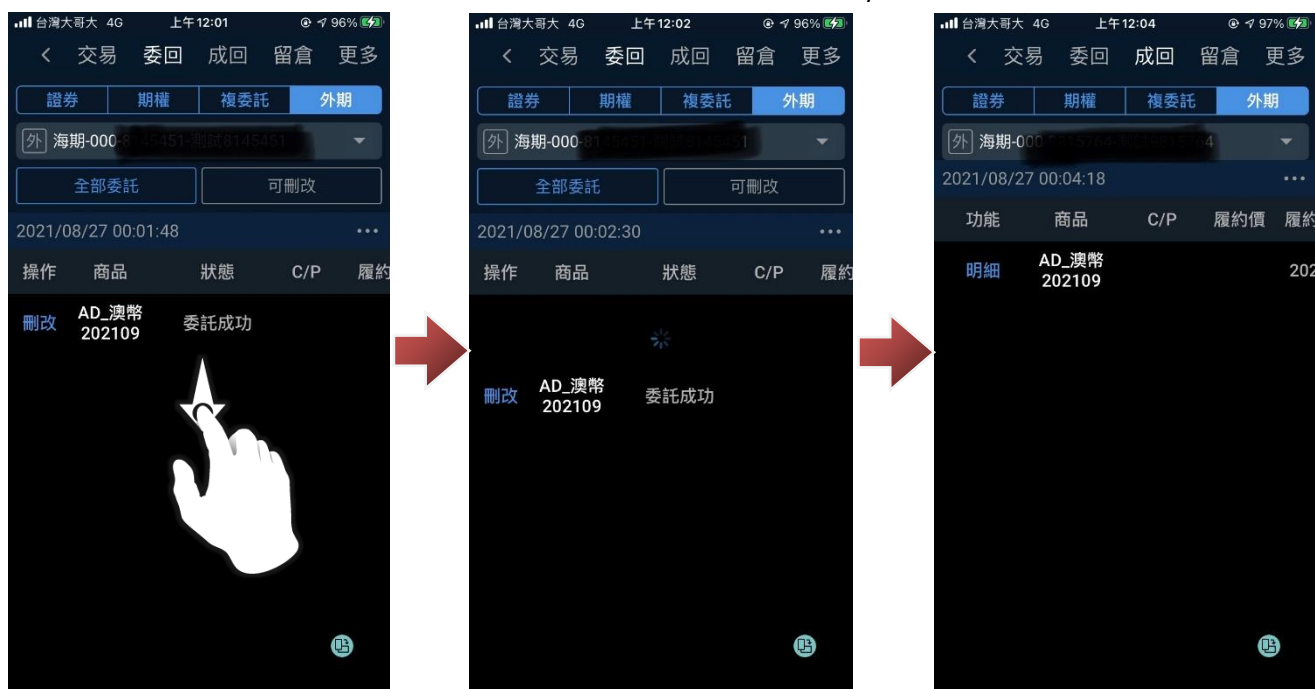 台灣大哥大 4G 上午12:01 96%
交易 委回 成回 留倉 更多
證券 期權 複委託 外期
外 海期-000-
全部委託 可刪改
2021/08/27 00:01:48
操作 商品 狀態 C/P 履約
刪改 AD_澳幣 委託成功
202109
台灣大哥大 4G 上午12:02 96%
交易 委回 成回 留倉 更多
證券 期權 複委託 外期
外 海期-000-
全部委託 可刪改
2021/08/27 00:02:30
操作 商品 狀態 C/P 履約
刪改 AD_澳幣 委託成功
202109
台灣大哥大 4G 上午12:04 97%
交易 委回 成回 留倉 更多
證券 期權 複委託 外期
外 海期-000
2021/08/27 00:04:18
功能 商品 C/P 履約價 履約
明細 AD_澳幣 202
202109